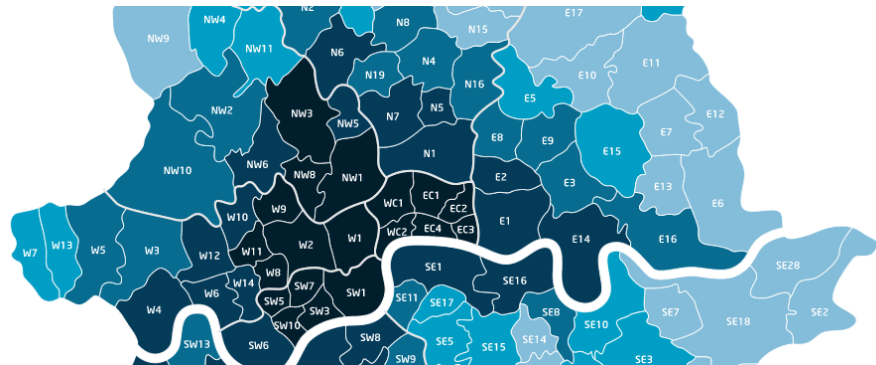 NW4
N2
N8
N15
E17
NW9
NW11
N6
N4
E11
N19
N16
E10
E5
NW2
NW3
NW5
N7
N5
E12
E7
E8
E9
E15
N1
NW6
NW10
NW8
NW1
E2
E3
E13
WC1
EC1
EC2
E6
W10
W9
E1
WC2
EC4
EC3
W7
W13
W5
W3
W12
W11
W2
W1
E14
E16
W8
SE1
SE28
W6
W14
SW5
SW7
SW1
SE16
SE11
SE17
W4
SW10
SW3
SE8
SE10
SE7
SE18
SE2
SW13
SW6
SW8
SE5
SE15
SE14
SW9
SE3